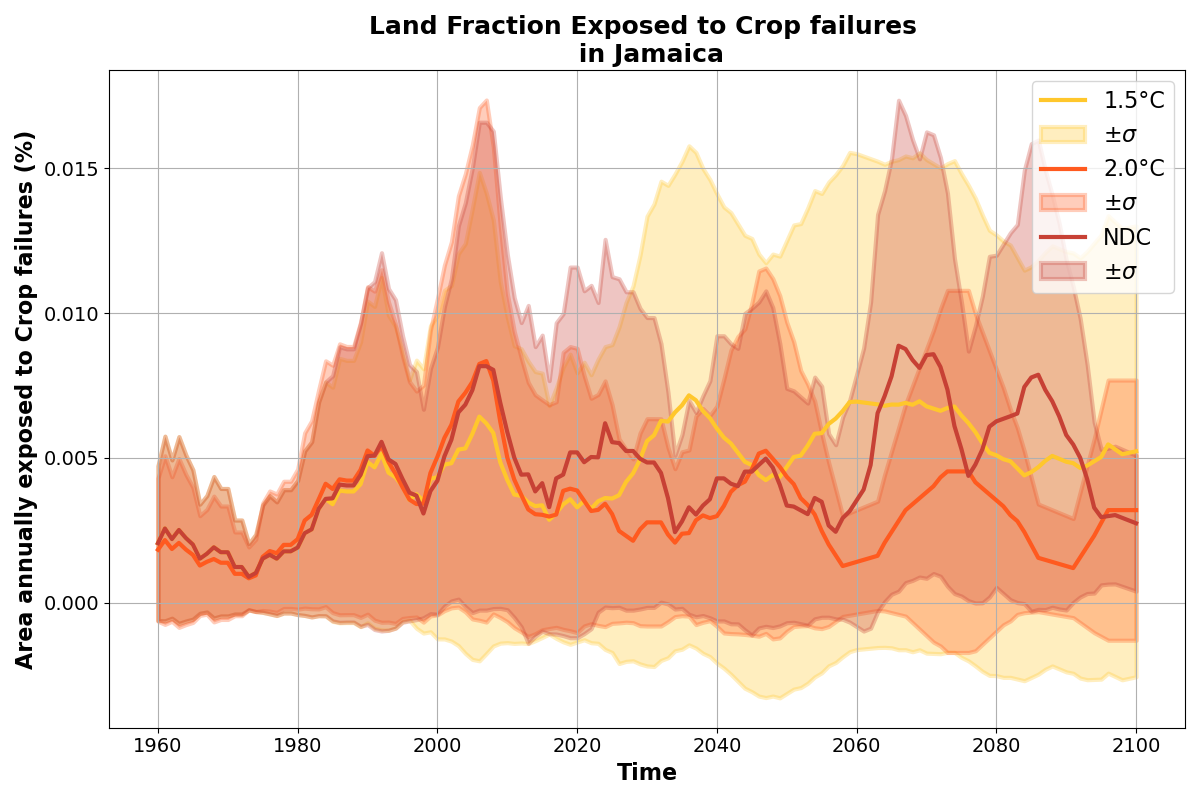 Land Fraction Exposed to Crop failures
in Jamaica
Area annually exposed to Crop failures (%)
0.015
0.010
0.005
0.000
1960
1980
2000
2020
2040
2060
2080
2100
Time
1.5°C
±σ
2.0°C
±σ
NDC
±σ